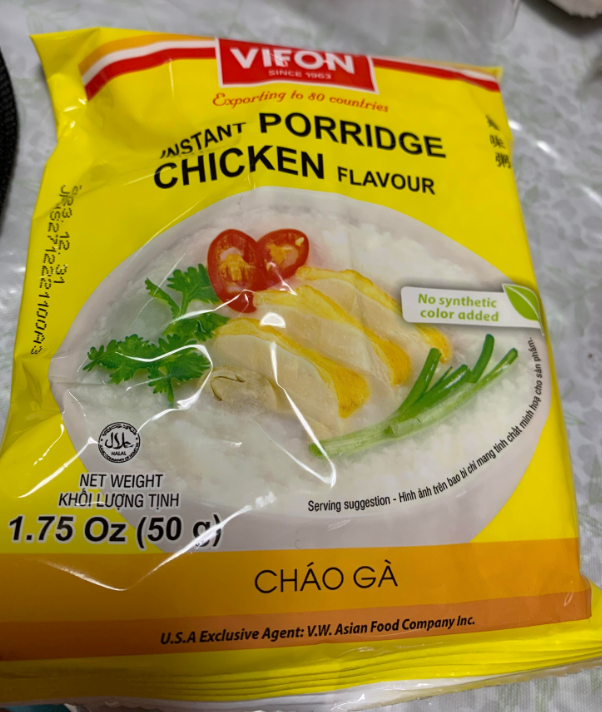 VIFON
SINCE 1963
Exporting to 80 countries
INSTANT PORRIDGE
CHICKEN FLAVOUR
粥
No synthetic
color added
HALAL
NET WEIGHT
KHỐI LƯỢNG TỊNH
1.75 Oz (50 g)
Serving suggestion - Hình ảnh trên bao bì chỉ mang tính chất minh họa cho sản phẩm.
CHÁO GÀ
U.S.A Exclusive Agent: V.W. Asian Food Company Inc.